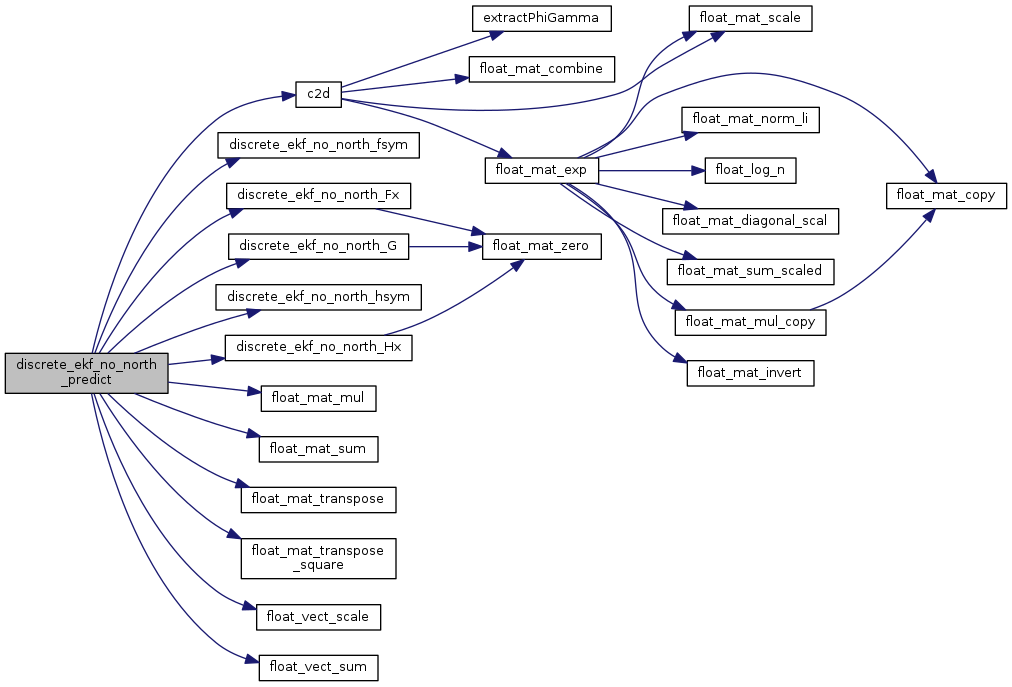 extractPhiGamma
float_mat_scale
float_mat_combine
c2d
float_mat_norm_li
discrete_ekf_no_north_fsym
float_mat_exp
float_log_n
discrete_ekf_no_north_Fx
float_mat_copy
float_mat_diagonal_scal
discrete_ekf_no_north_G
float_mat_zero
float_mat_sum_scaled
discrete_ekf_no_north_hsym
float_mat_mul_copy
discrete_ekf_no_north_Hx
discrete_ekf_no_north
_predict
float_mat_invert
float_mat_mul
float_mat_sum
float_mat_transpose
float_mat_transpose
_square
float_vect_scale
float_vect_sum